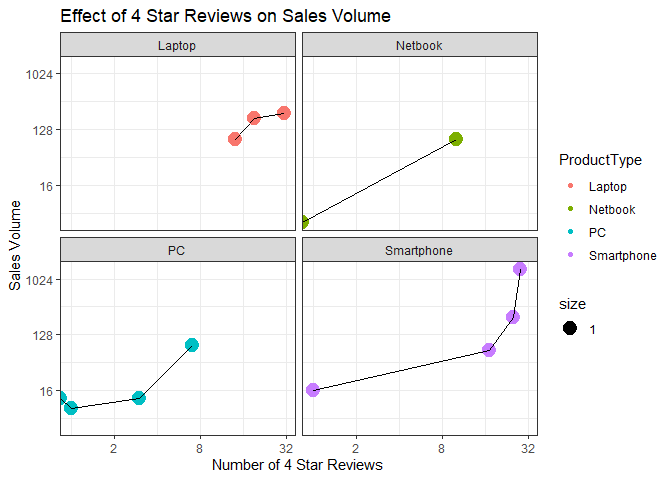 Effect of 4 Star Reviews on Sales Volume
Laptop
Netbook
1024
128
16
PC
Smartphone
1024
128
16
2
8
32
2
8
32
Sales Volume
Number of 4 Star Reviews
ProductType
Laptop
Netbook
PC
Smartphone
size
1